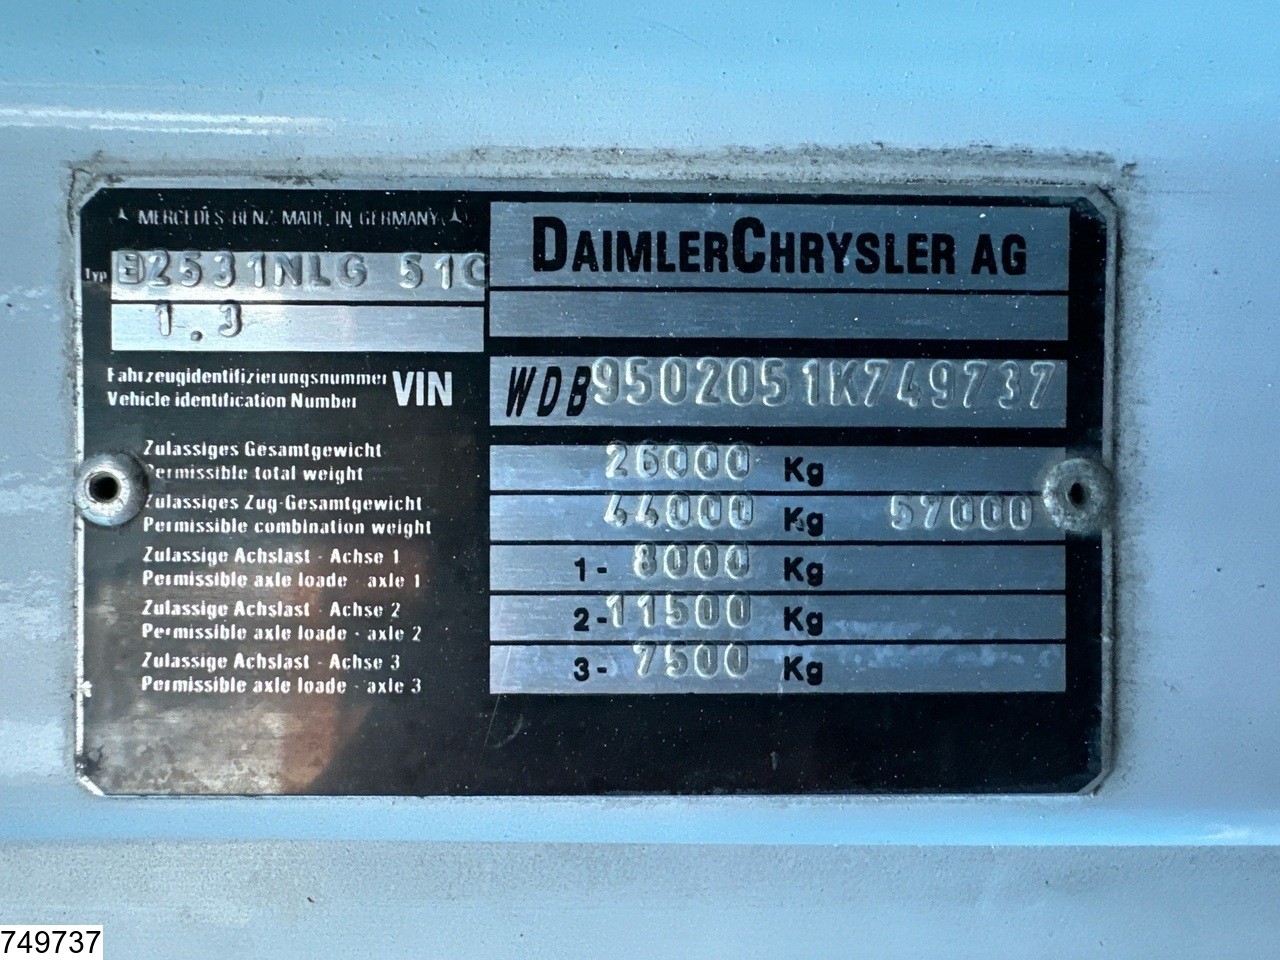 MERCEDES-BENZ MADE IN GERMANY
DAIMLERCHRYSLER AG
Typ
2531NLG 51C
1.3
Fahrzeugidentifizierungsnummer
Vehicle identification Number
VIN
WDB9502051K749737
Zulassiges Gesamtgewicht
Permissible total weight
26000 Kg
Zulassiges Zug-Gesamtgewicht
Permissible combination weight
44000 Kg 57000
Zulassige Achslast - Achse 1
Permissible axle loade - axle 1
1- 8000 Kg
Zulassige Achslast - Achse 2
Permissible axle loade - axle 2
2- 11500 Kg
Zulassige Achslast - Achse 3
Permissible axle loade - axle 3
3- 7500 Kg
749737